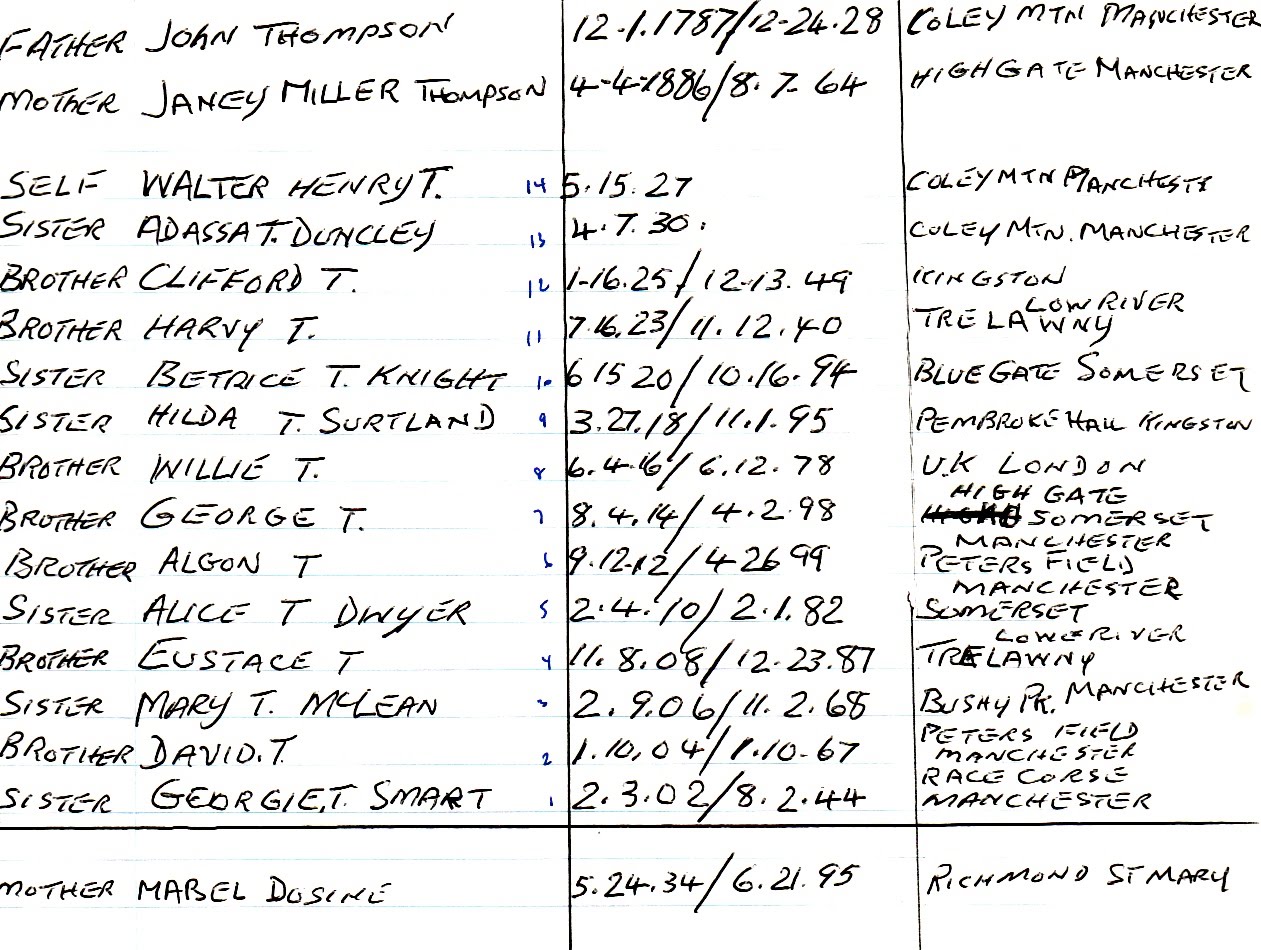 FATHER JOHN THOMPSON 12.1.1787/12-24.28 COLEY MTN MANCHESTER
MOTHER JANEY MILLER THOMPSON 4-4-1886/8.7.64 HIGHGATE MANCHESTER
SELF WALTER HENRY T. 14 5.15.27 COLEY MTN MANCHESTE
SISTER ADASSA T. DUNCLEY 13 4.7.30. COLEY MTN. MANCHESTER
BROTHER CLIFFORD T. 12 1-16.25/12-13.49 KINGSTON
LOW RIVER
BROTHER HARVY T. 11 7.16.23/11.12.40 TRELAWNY
SISTER BETRICE T. KNIGHT 10 6 15 20/10.16.94 BLUEGATE SOMERSET
SISTER HILDA T. SURTLAND 9 3.27.18/11.1.95 PEMBROKE HALL KINGSTON
BROTHER WILLIE T. 8 6.4.16/6.12.78 U.K LONDON
HIGH GATE
BROTHER GEORGE T. 7 8.4.14/4.2.98 SOMERSET
MANCHESTER
BROTHER ALGON T 6 9.12.12/4 26 99 PETERS FIELD
MANCHESTER
SISTER ALICE T DWYER 5 2.4.10/2.1.82 SOMERSET
LOWERIVER
BROTHER EUSTACE T 4 11.8.08/12.23.87 TRELAWNY
SISTER MARY T. MCLEAN 3 2.9.06/11.2.68 BUSHY PK. MANCHESTER
PETERS FIELD
BROTHER DAVID.T. 2 1.10.04/1.10-67 MANCHESTER
RACE CORSE
SISTER GEORGIE.T. SMART 1 2.3.02/8.2.44 MANCHESTER
MOTHER MABEL DOSINE 5.24.34/6.21.95 RICHMOND ST MARY